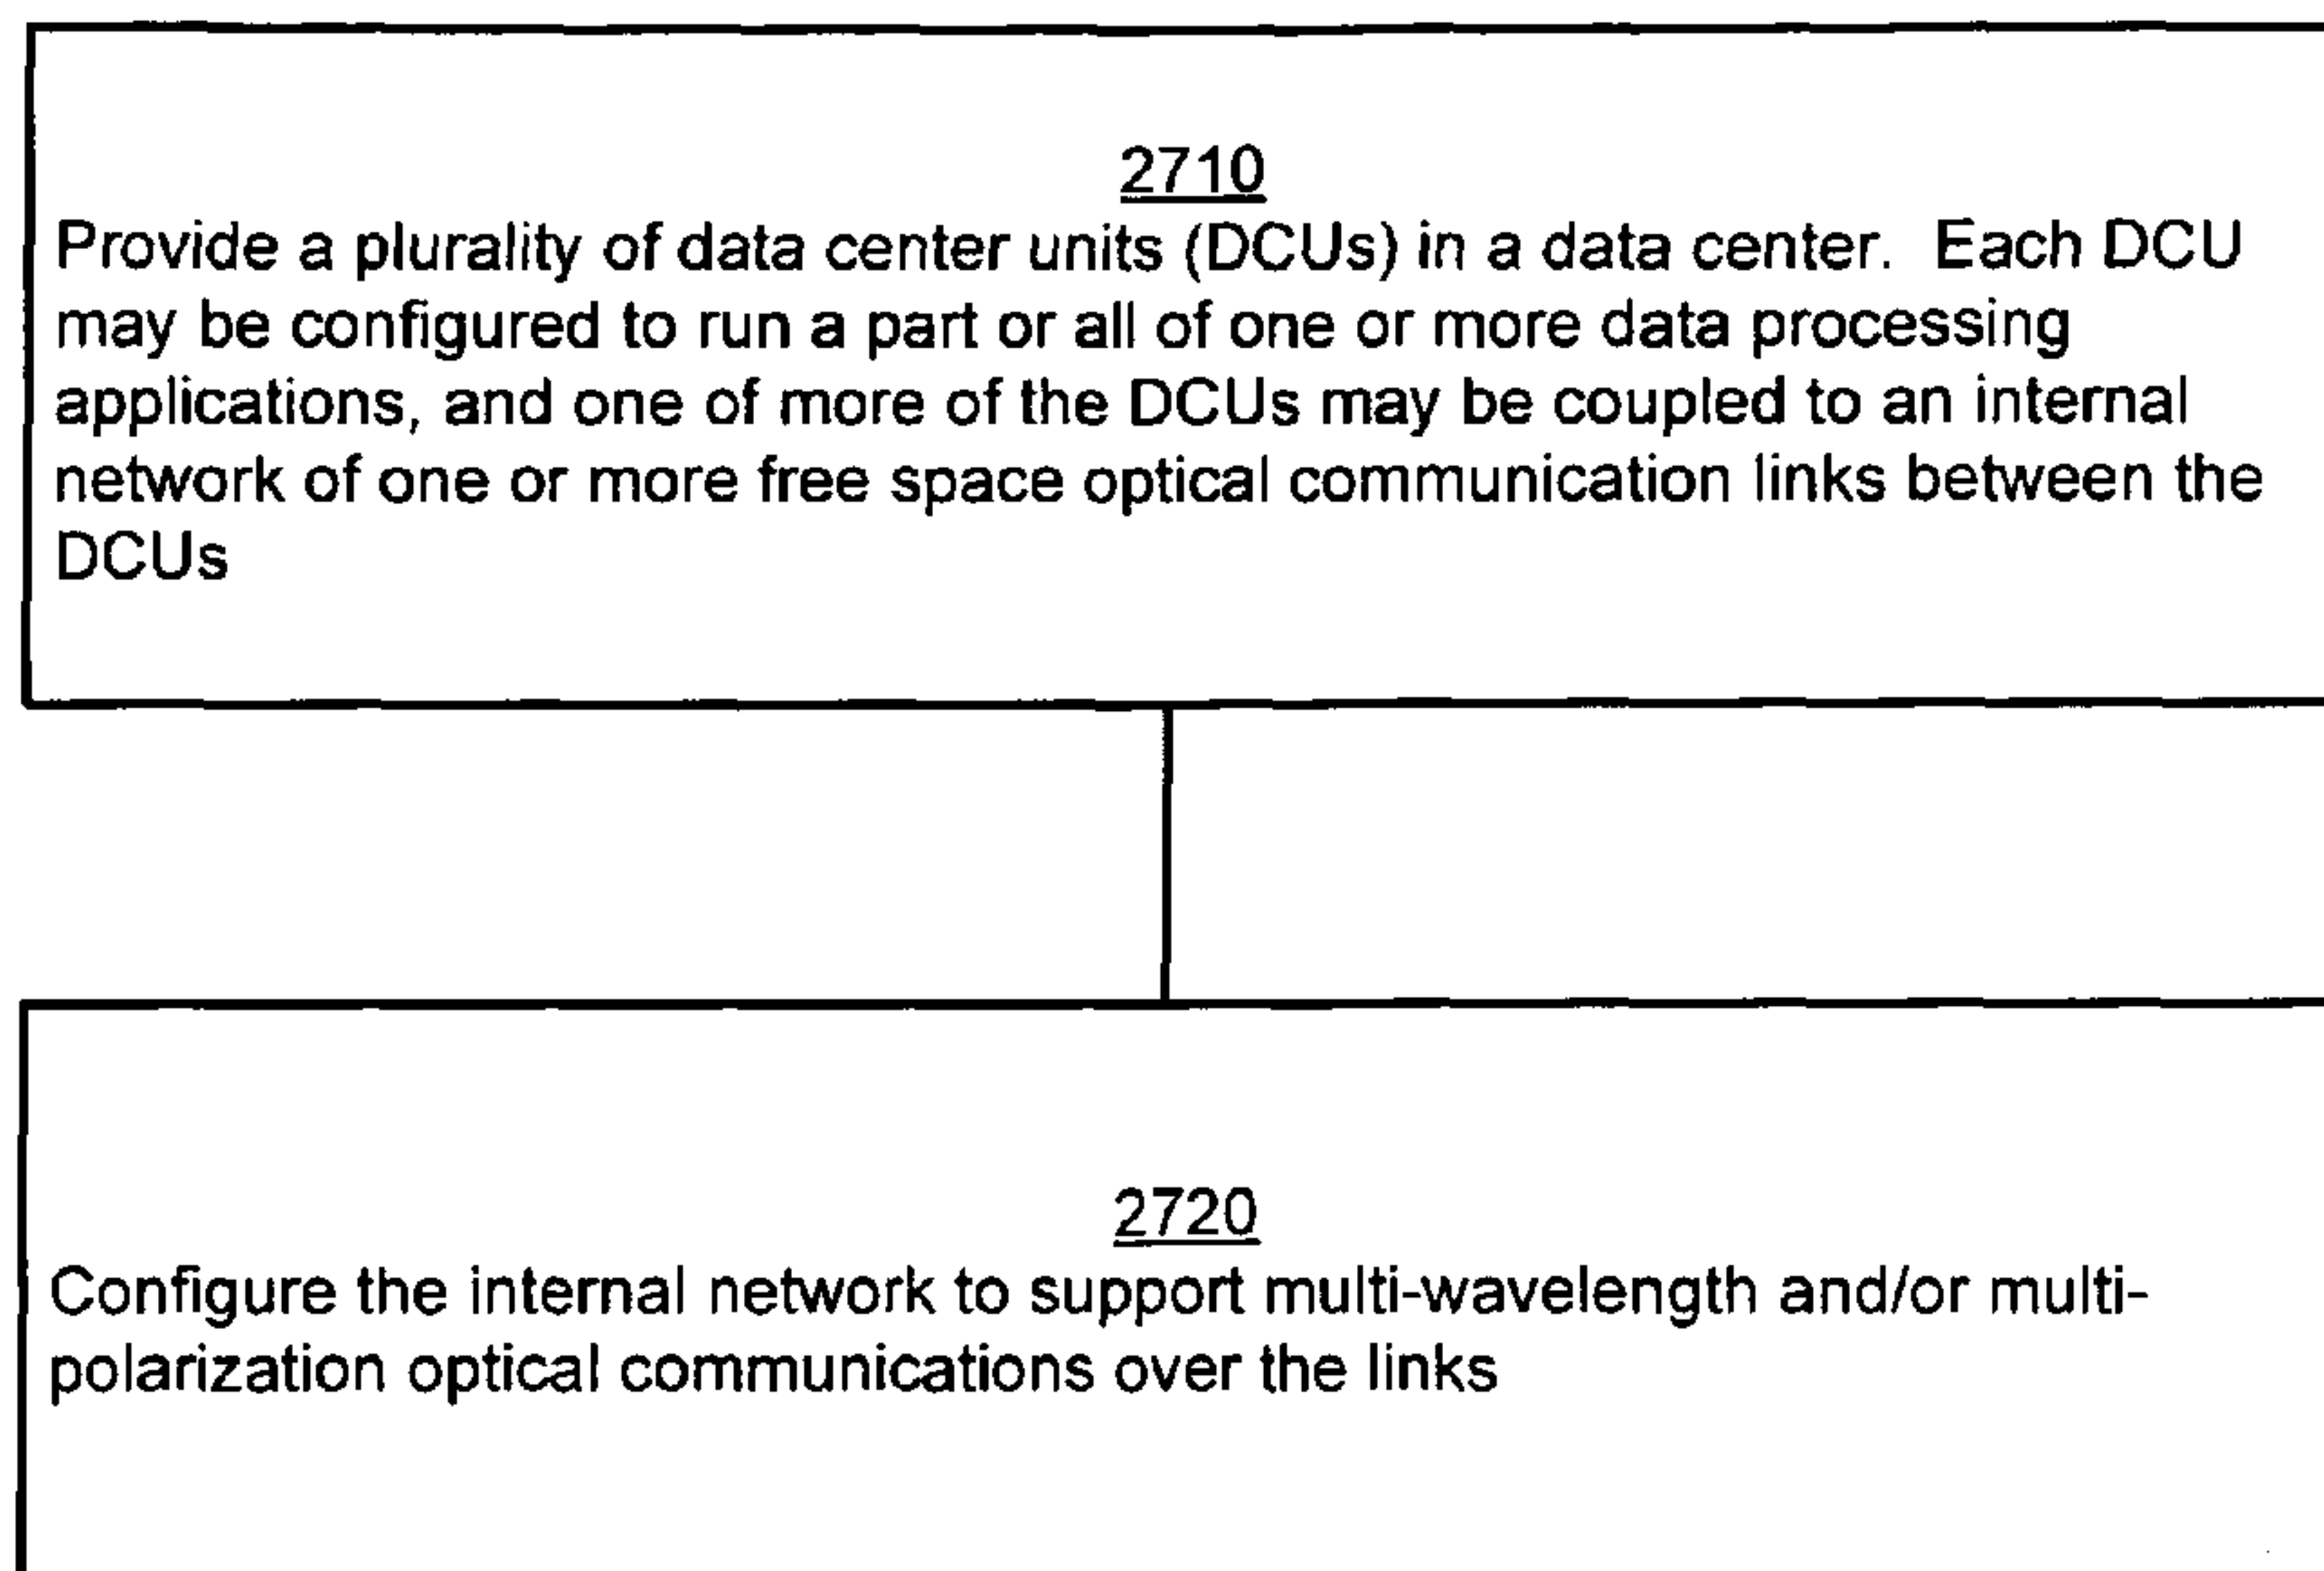 2710
Provide a plurality of data center units (DCUs) in a data center. Each DCU
may be configured to run a part or all of one or more data processing
applications, and one of more of the DCUs may be coupled to an internal
network of one or more free space optical communication links between the
DCUs
2720
Configure the internal network to support multi-wavelength and/or multi-
polarization optical communications over the links